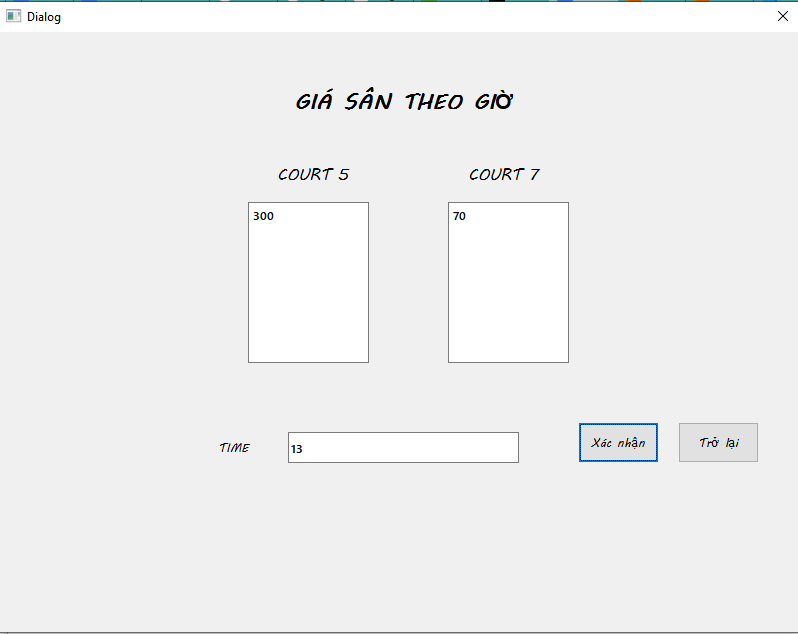 Dialog
GIÁ SÂN THEO GIỜ
COURT 5 COURT 7
300 70
TIME 13 Xác nhận Trở lại